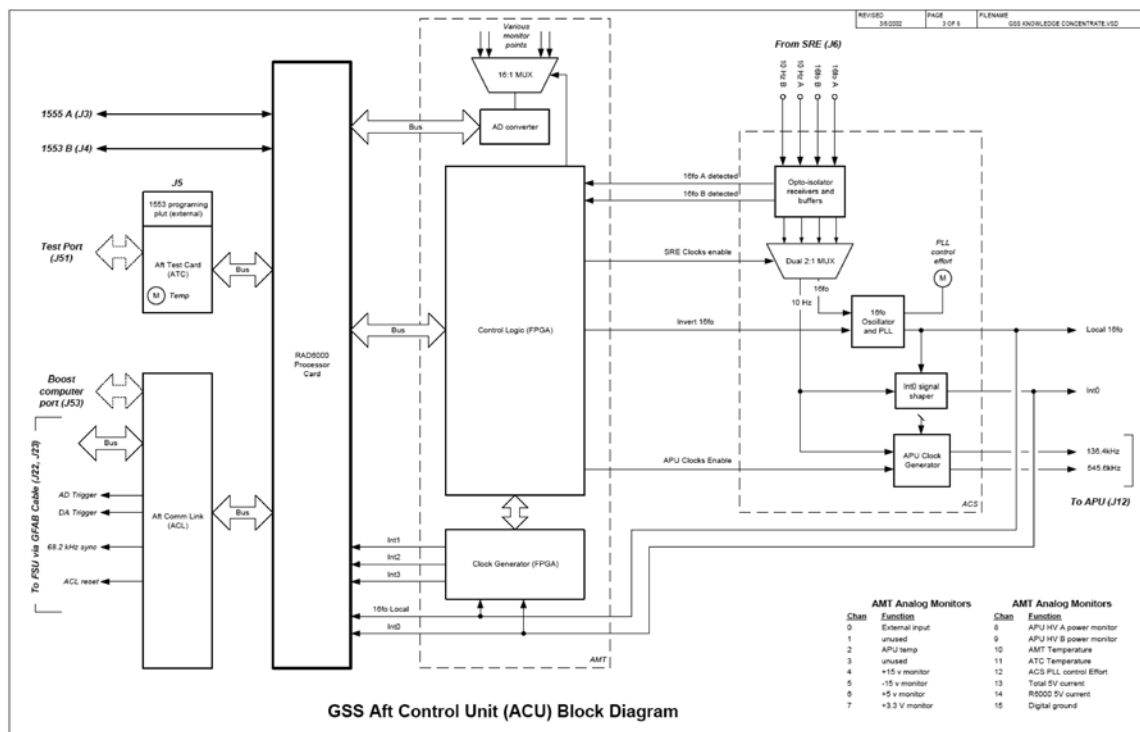 REVISED
3/6/2002
PAGE
3 OF 6
FILENAME
GSS KNOWLEDGE CONCENTRATE.VSD
Various
monitor
points
16:1 MUX
AD converter
Bus
From SRE (J6)
10 Hz B
10 Hz A
16fo B
16fo A
1555 A (J3)
1553 B (J4)
J5
1553 programing
plut (external)
Aft Test Card
(ATC)
M
Temp
Test Port
(J51)
Bus
RAD6000
Processor
Card
Bus
Control Logic (FPGA)
16fo A detected
16fo B detected
Opto-isolator
receivers and
buffers
SRE Clocks enable
Dual 2:1 MUX
PLL
control
effort
M
10 Hz
16fo
Invert 16fo
16fo
Oscillator
and PLL
Local 16fo
Int0 signal
shaper
Int0
APU Clocks Enable
APU Clock
Generator
136.4kHz
545.6kHz
To APU (J12)
ACS
Boost
computer
port (J53)
Bus
Aft Comm Link
(ACL)
Bus
AD Trigger
DA Trigger
68.2 kHz sync
ACL reset
To FSU via GFAB Cable (J22, J23)
Int1
Int2
Int3
16fo Local
Int0
Clock Generator (FPGA)
AMT
AMT Analog Monitors
Chan Function
0 External input
1 unused
2 APU temp
3 unused
4 +15 v monitor
5 -15 v monitor
6 +5 v monitor
7 +3.3 V monitor
AMT Analog Monitors
Chan Function
8 APU HV A power monitor
9 APU HV B power monitor
10 AMT Temperature
11 ATC Temperature
12 ACS PLL control Effort
13 Total 5V current
14 R6000 5V current
15 Digital ground
GSS Aft Control Unit (ACU) Block Diagram